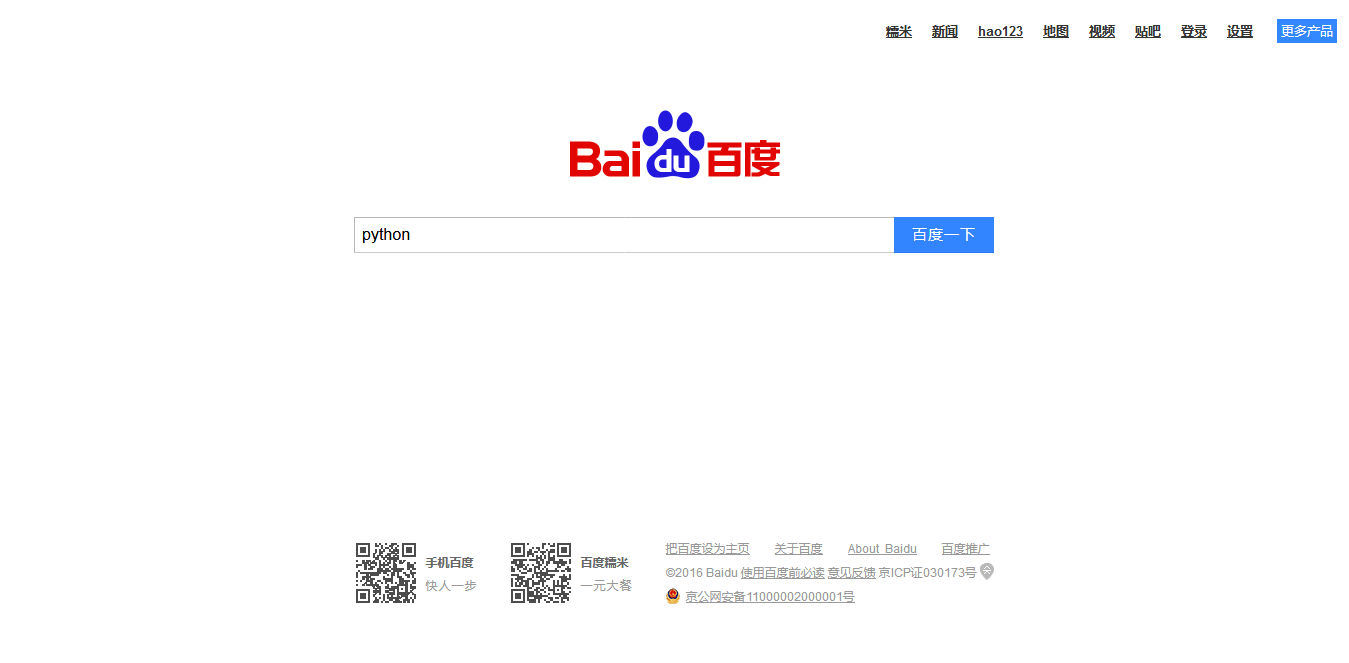 糯米 新闻 hao123 地图 视频 贴吧 登录 设置 更多产品
Baidu百度
python 百度一下
把百度设为主页 关于百度 About Baidu 百度推广
手机百度 百度糯米
©2016 Baidu 使用百度前必读 意见反馈 京ICP证030173号
快人一步 一元大餐
京公网安备11000002000001号